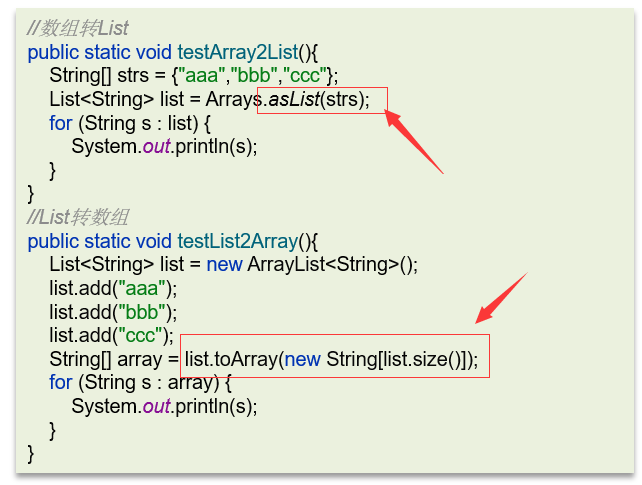 //数组转List
public static void testArray2List(){
    String[] strs = {"aaa","bbb","ccc"};
    List<String> list = Arrays.asList(strs);
    for (String s : list) {
        System.out.println(s);
    }
}
//List转数组
public static void testList2Array(){
    List<String> list = new ArrayList<String>();
    list.add("aaa");
    list.add("bbb");
    list.add("ccc");
    String[] array = list.toArray(new String[list.size()]);
    for (String s : array) {
        System.out.println(s);
    }
}